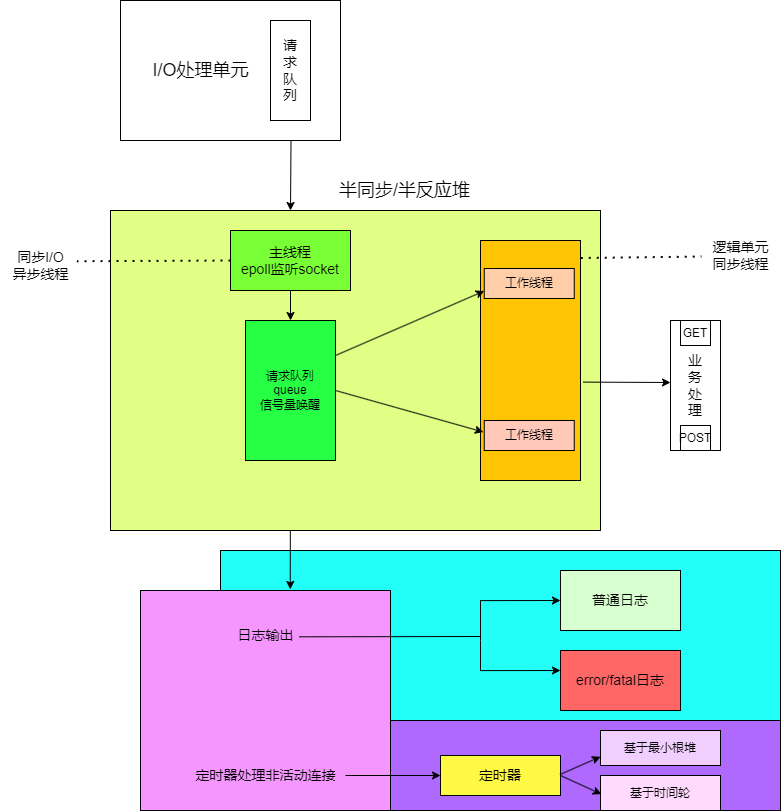 I/O处理单元
请
求
队
列
半同步/半反应堆
同步I/O
异步线程
主线程
epoll监听socket
逻辑单元
同步线程
工作线程
请求队列
queue
信号量唤醒
工作线程
GET
业
务
处
理
POST
日志输出
普通日志
error/fatal日志
定时器处理非活动连接
定时器
基于最小根堆
基于时间轮